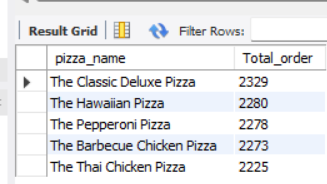 Result Grid Filter Rows:
pizza_name Total_order
The Classic Deluxe Pizza 2329
The Hawaiian Pizza 2280
The Pepperoni Pizza 2278
The Barbecue Chicken Pizza 2273
The Thai Chicken Pizza 2225